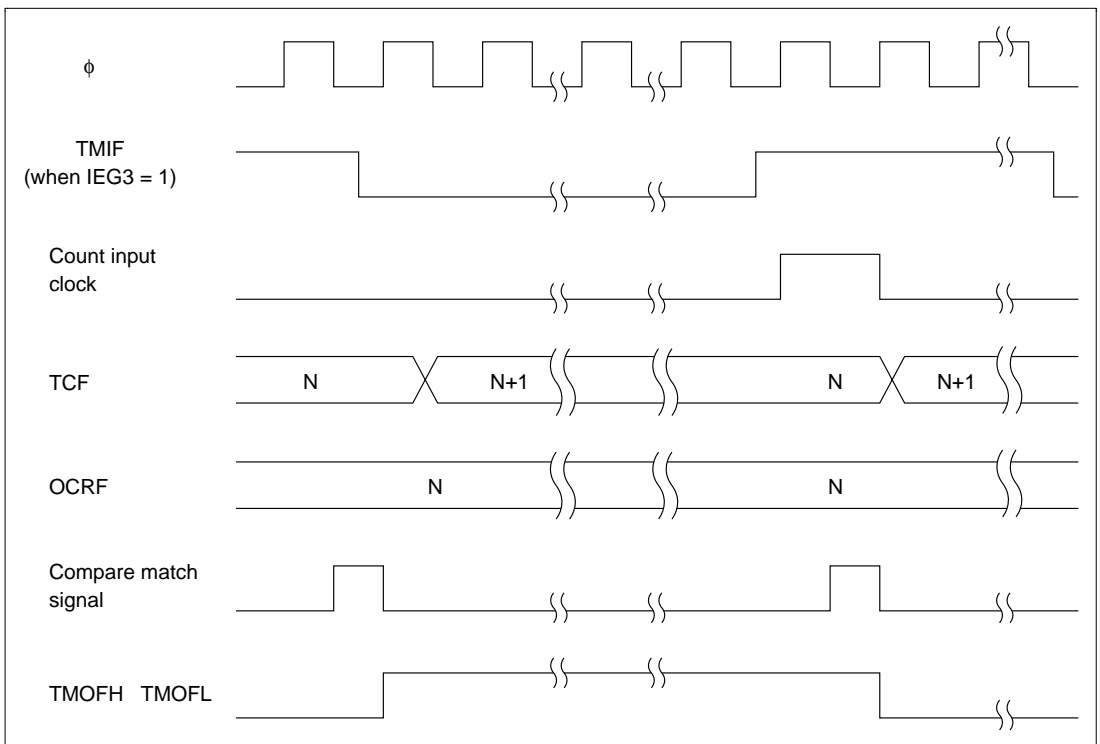 ϕ
TMIF
(when IEG3 = 1)
Count input
clock
TCF N N+1 N N+1
OCRF N N
Compare match
signal
TMOFH TMOFL